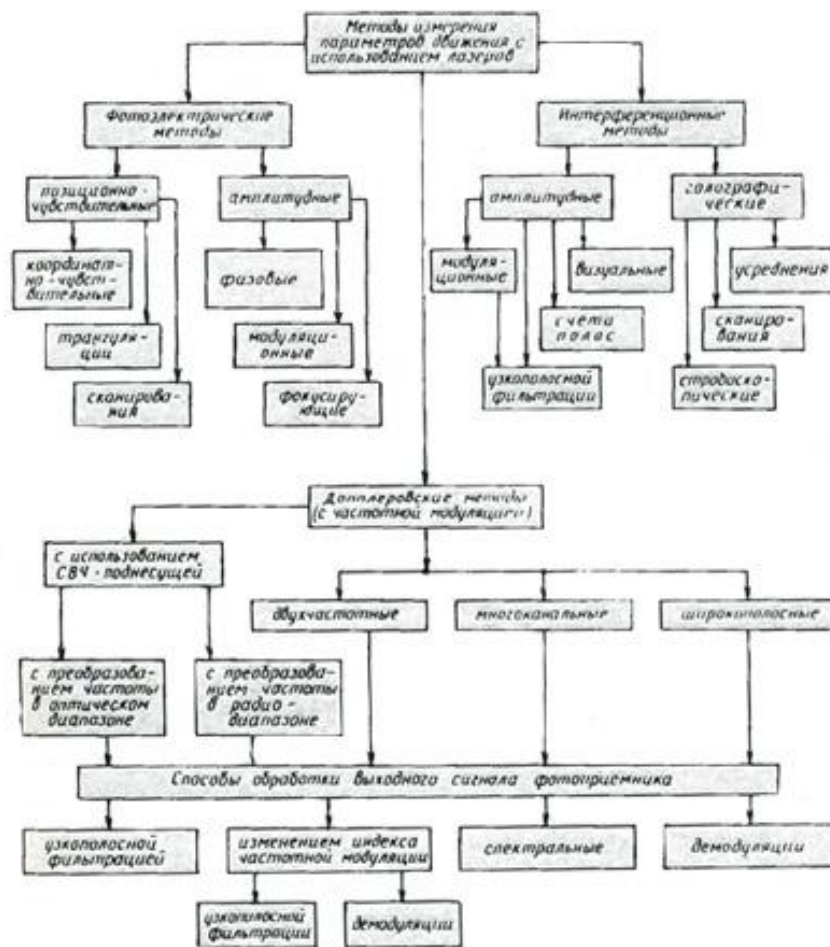 Методы измерения
параметров движения с
использованием лазеров
Фотоэлектрические
методы
Интерференционные
методы
позиционно-
чувствительные
амплитудные
амплитудные
голографи-
ческие
координат-
но-чувст-
вительные
фазовые
модуля-
ционные
визуальные
усреднения
трангуля-
ции
модуляци-
онные
счета
полос
сканиро-
вания
сканирова-
ния
фокусиру-
ющие
узкополосной
фильтрации
стробоско-
пические
Допплеровские методы
(с частотной модуляцией)
с использованием
СВЧ-поднесущей
двухчастотные
многоканальные
широкополосные
с преобразова-
нием частоты
в оптическом
диапазоне
с преобразова-
нием частоты
в радио-
диапазоне
Способы обработки выходного сигнала фотоприемника
узкополосной
фильтрацией
изменением индекса
частотной модуляции
спектральные
демодуляции
узкополосной
фильтрации
демодуляции